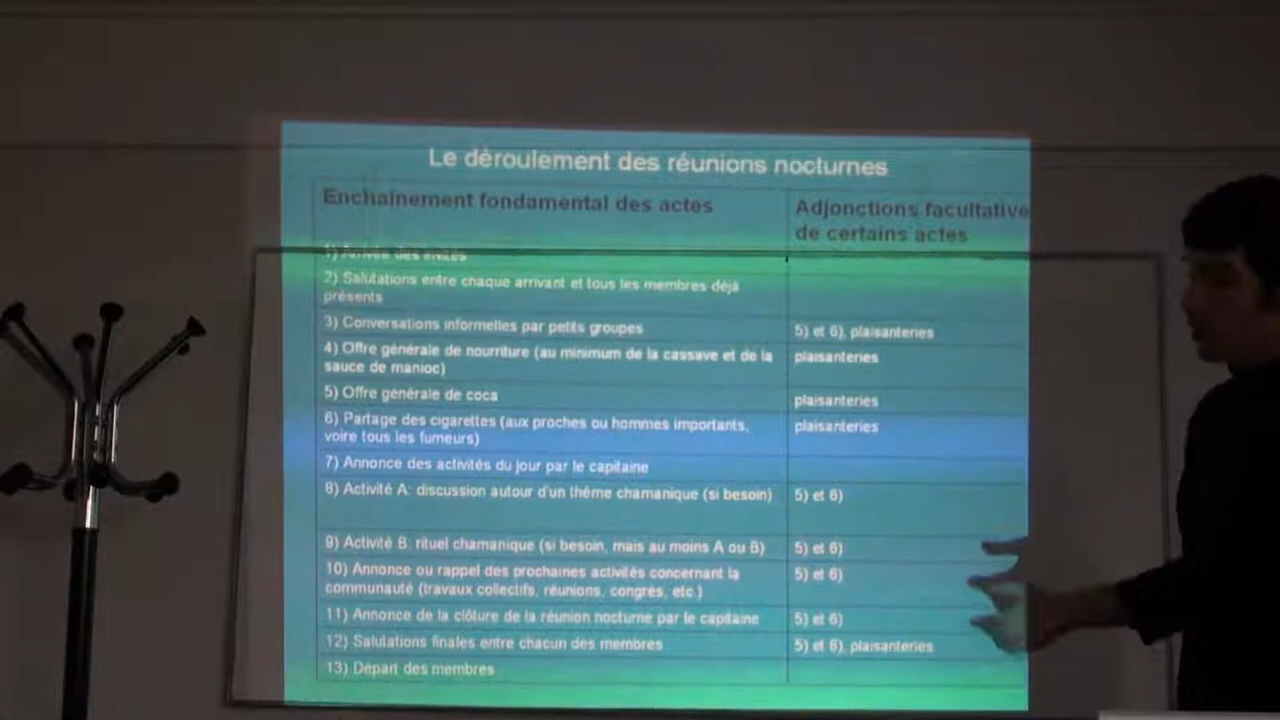 Le déroulement des réunions nocturnes
Enchainement fondamental des actes
Adjonctions facultative
de certains actes
1) Arrivée des invités
2) Salutations entre chaque arrivant et tous les membres déjà
présents
3) Conversations informelles par petits groupes
5) et 6), plaisanteries
4) Offre générale de nourriture (au minimum de la cassave et de la
sauce de manioc)
plaisanteries
5) Offre générale de coca
plaisanteries
6) Partage des cigarettes (aux proches ou hommes importants,
voire tous les fumeurs)
plaisanteries
7) Annonce des activités du jour par le capitaine
8) Activité A: discussion autour d'un thème chamanique (si besoin)
5) et 6)
9) Activité B: rituel chamanique (si besoin, mais au moins A ou B)
5) et 6)
10) Annonce ou rappel des prochaines activités concernant la
communauté (travaux collectifs, réunions, congrès, etc.)
5) et 6)
11) Annonce de la clôture de la réunion nocturne par le capitaine
5) et 6)
12) Salutations finales entre chacun des membres
5) et 6), plaisanteries
13) Départ des membres